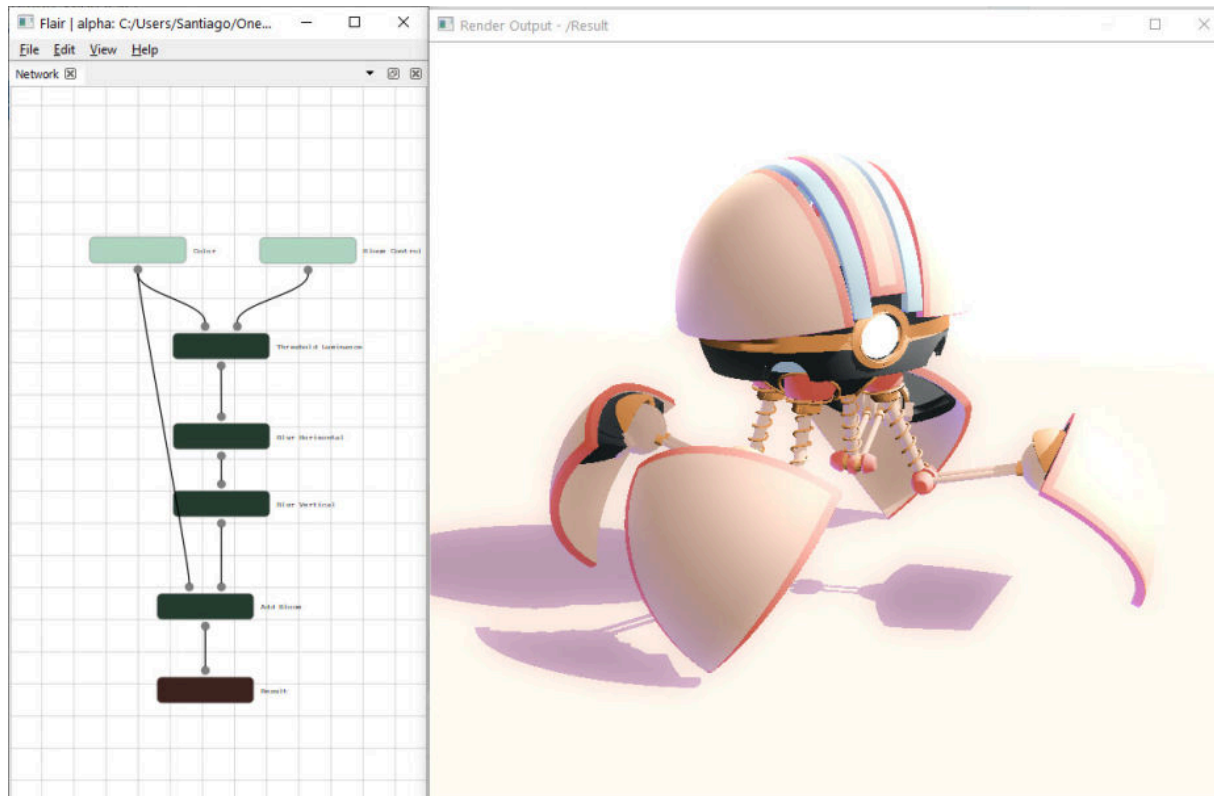 Flair | alpha: C:/Users/Santiago/One...
File Edit View Help
Network
Color
Bloom Control
Threshold Luminance
Blur Horizontal
Blur Vertical
Add Bloom
Result
Render Output - /Result